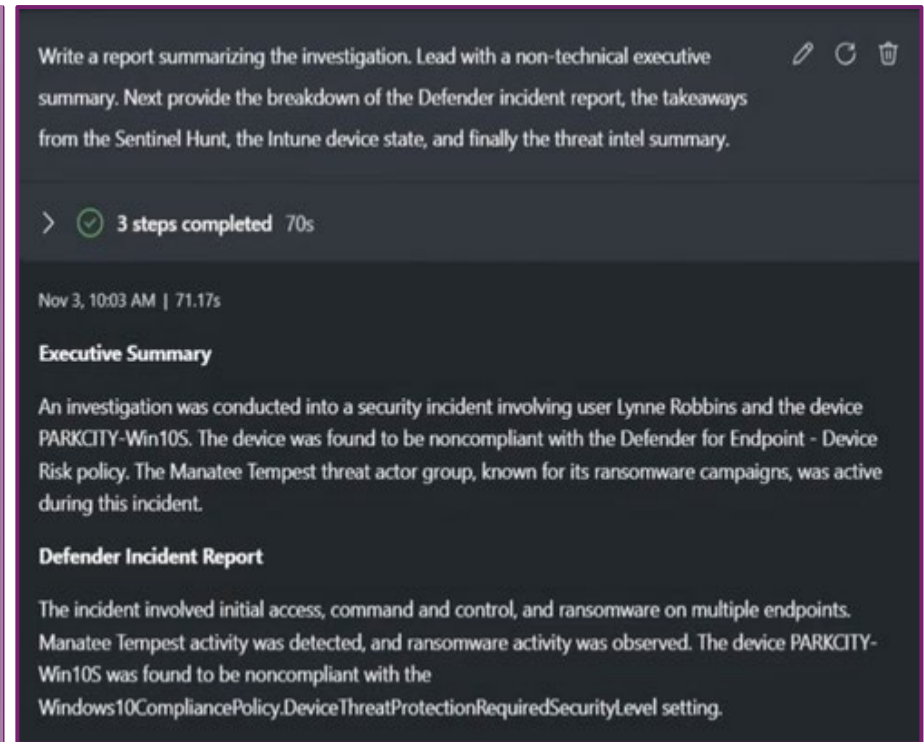 Write a report summarizing the investigation. Lead with a non-technical executive
summary. Next provide the breakdown of the Defender incident report, the takeaways
from the Sentinel Hunt, the Intune device state, and finally the threat intel summary.
3 steps completed 70s
Nov 3, 10:03 AM | 71.17s
Executive Summary
An investigation was conducted into a security incident involving user Lynne Robbins and the device
PARKCITY-Win10S. The device was found to be noncompliant with the Defender for Endpoint - Device
Risk policy. The Manatee Tempest threat actor group, known for its ransomware campaigns, was active
during this incident.
Defender Incident Report
The incident involved initial access, command and control, and ransomware on multiple endpoints.
Manatee Tempest activity was detected, and ransomware activity was observed. The device PARKCITY-
Win10S was found to be noncompliant with the
Windows10CompliancePolicy.DeviceThreatProtectionRequiredSecurityLevel setting.